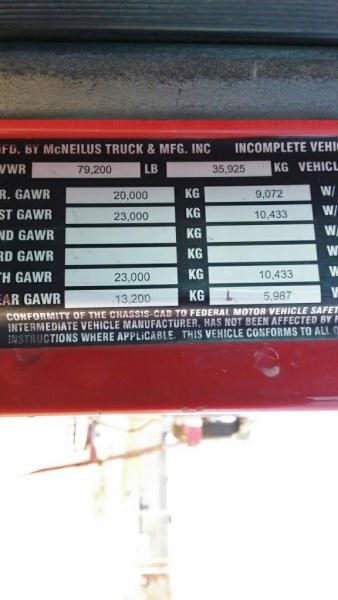 FD. BY McNEILUS TRUCK & MFG. INC INCOMPLETE VEHI
VWR 79,200 LB 35,925 KG VEHICL
R. GAWR 20,000 KG 9,072 W/
ST GAWR 23,000 KG 10,433 W/
ND GAWR KG W/
RD GAWR KG W
TH GAWR 23,000 KG 10,433 W
EAR GAWR 13,200 KG 5,987 W
CONFORMITY OF THE CHASSIS-CAB TO FEDERAL MOTOR VEHICLE SAFET
INTERMEDIATE VEHICLE MANUFACTURER, HAS NOT BEEN AFFECTED BY F
INSTRUCTIONS WHERE APPLICABLE. THIS VEHICLE CONFORMS TO ALL O